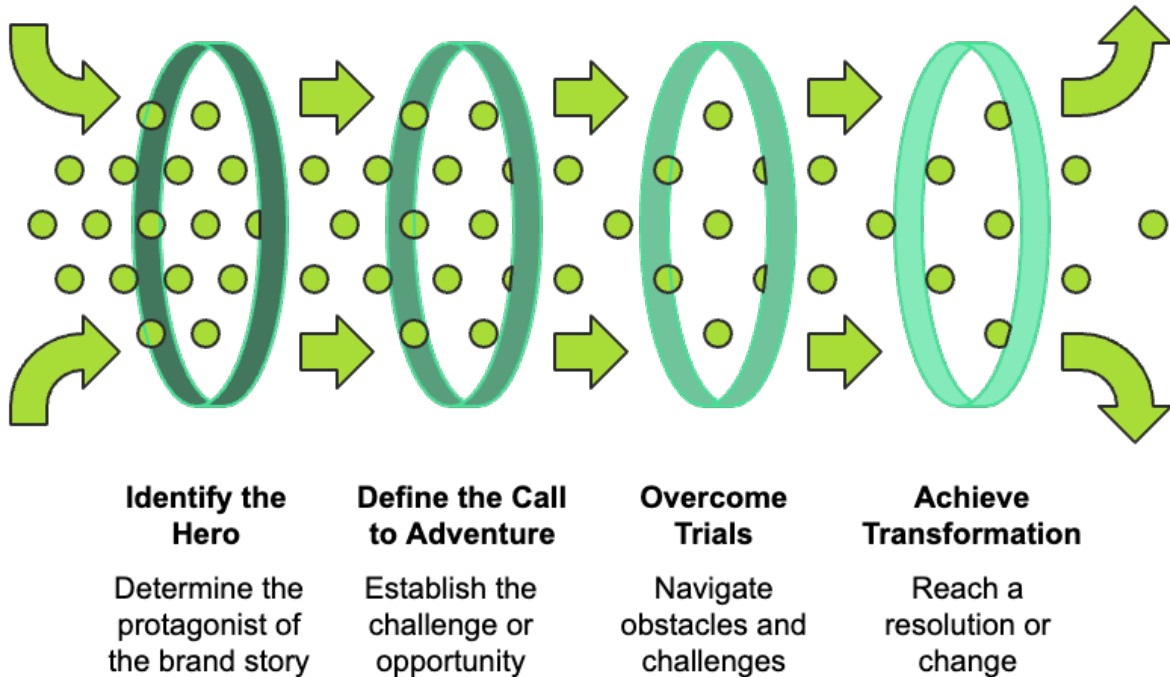 Identify the
Hero
Determine the
protagonist of
the brand story
Define the Call
to Adventure
Establish the
challenge or
opportunity
Overcome
Trials
Navigate
obstacles and
challenges
Achieve
Transformation
Reach a
resolution or
change